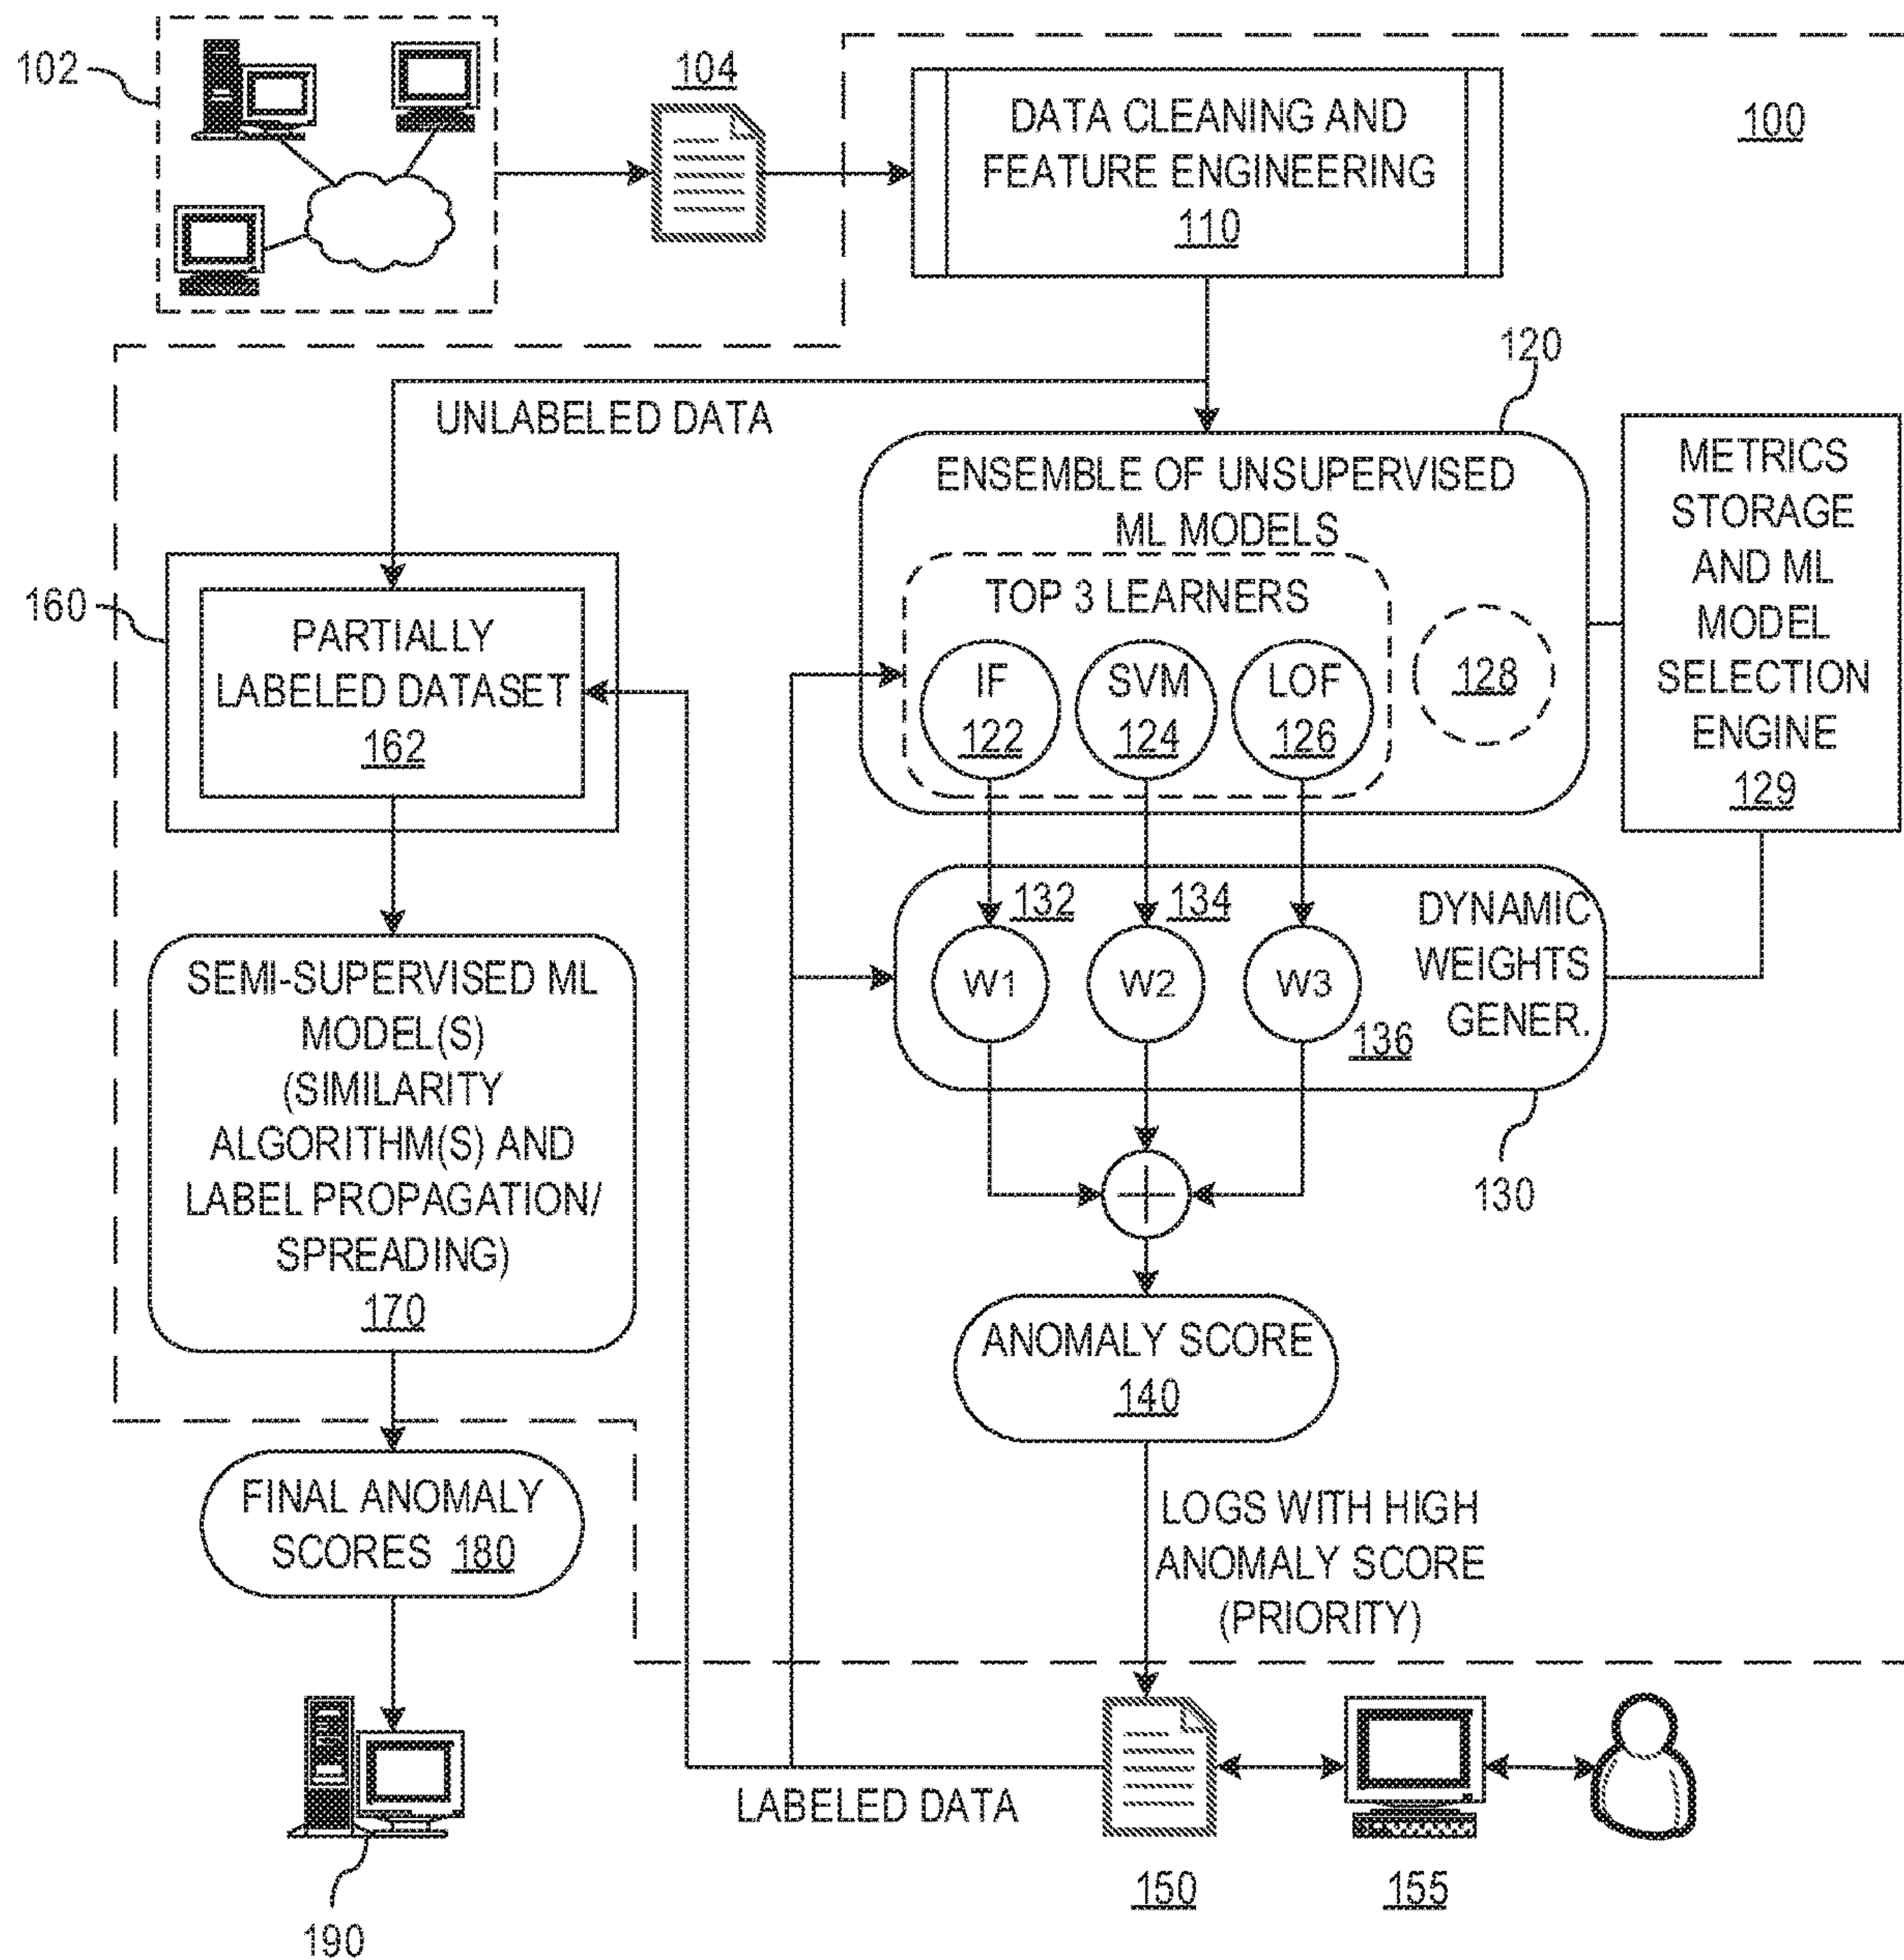 102
104
100
DATA CLEANING AND
FEATURE ENGINEERING
110
UNLABELED DATA
120
ENSEMBLE OF UNSUPERVISED
ML MODELS
TOP 3 LEARNERS
IF
122
SVM
124
LOF
126
128
METRICS
STORAGE
AND ML
MODEL
SELECTION
ENGINE
129
160
PARTIALLY
LABELED DATASET
162
132
134
W1
W2
W3
136
DYNAMIC
WEIGHTS
GENER.
130
SEMI-SUPERVISED ML
MODEL(S)
(SIMILARITY
ALGORITHM(S) AND
LABEL PROPAGATION/
SPREADING)
170
ANOMALY SCORE
140
FINAL ANOMALY
SCORES 180
LOGS WITH HIGH
ANOMALY SCORE
(PRIORITY)
LABELED DATA
150
155
190